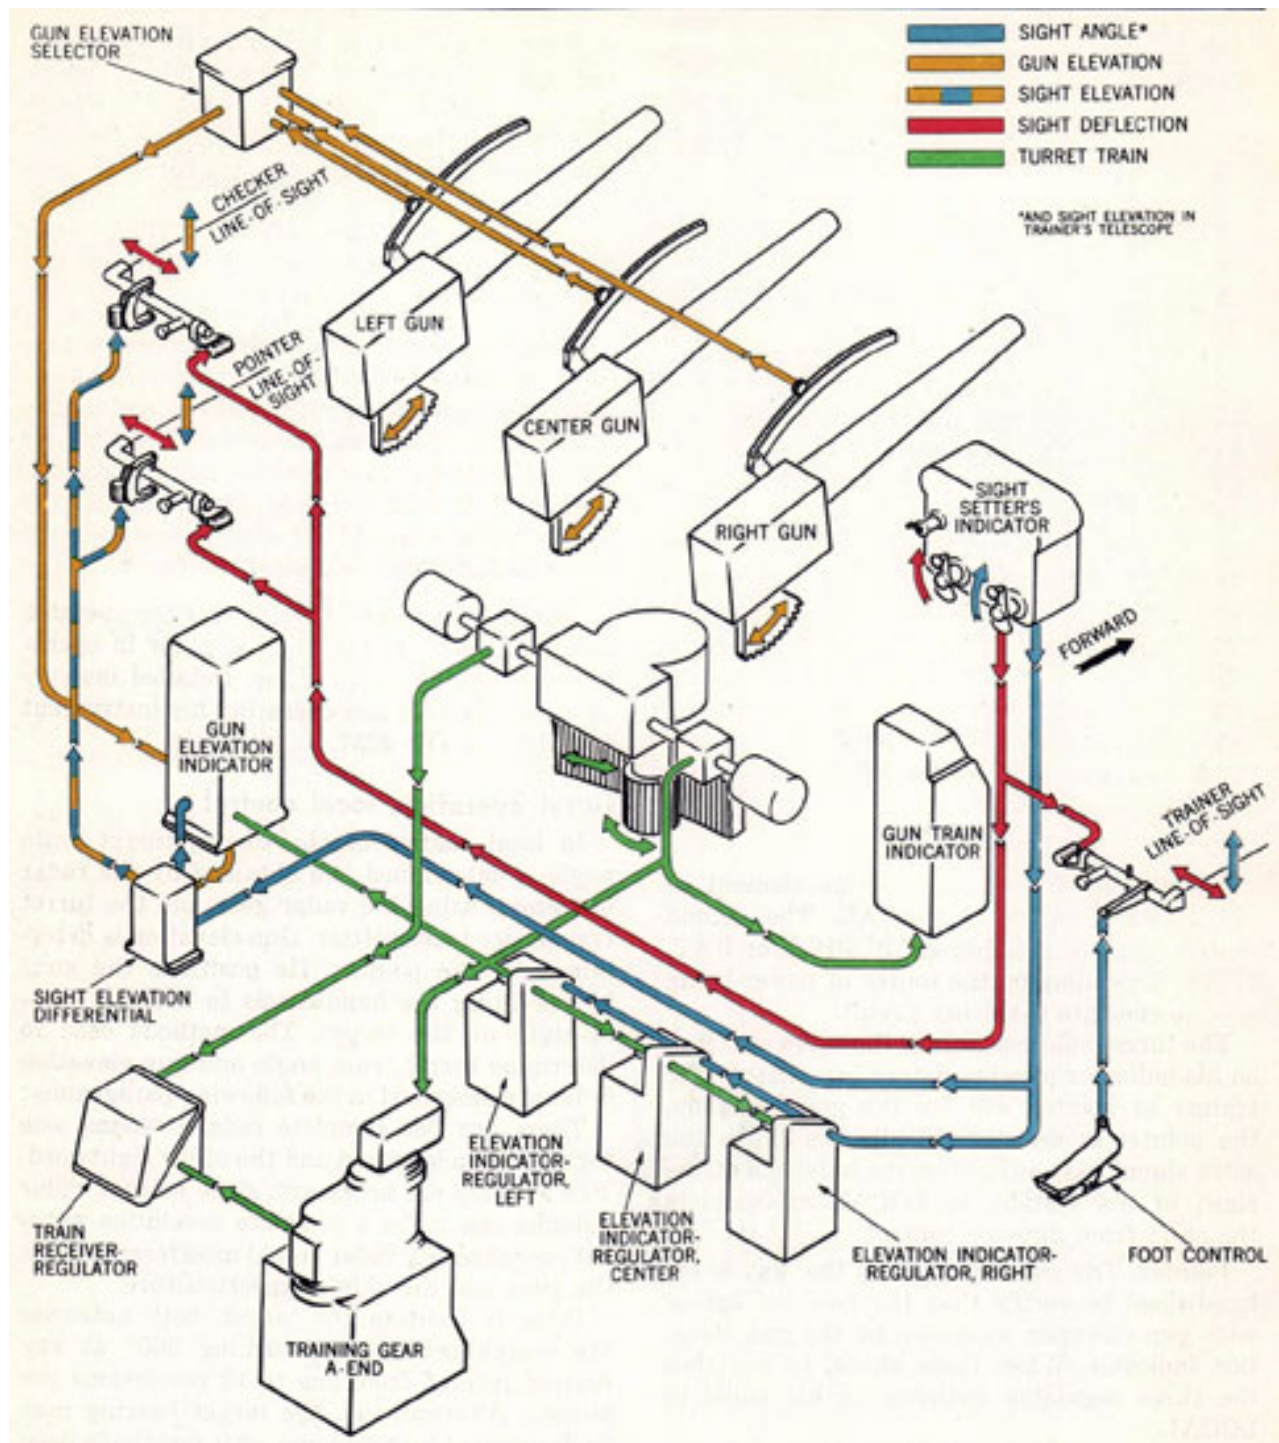 GUN ELEVATION
SELECTOR
SIGHT ANGLE*
GUN ELEVATION
SIGHT ELEVATION
SIGHT DEFLECTION
TURRET TRAIN
*AND SIGHT ELEVATION IN
TRAINER'S TELESCOPE
CHECKER
LINE-OF-SIGHT
POINTER
LINE-OF-
SIGHT
LEFT GUN
CENTER GUN
RIGHT GUN
SIGHT
SETTER'S
INDICATOR
FORWARD
GUN
ELEVATION
INDICATOR
GUN TRAIN
INDICATOR
TRAINER
LINE-OF-SIGHT
SIGHT ELEVATION
DIFFERENTIAL
ELEVATION
INDICATOR-
REGULATOR,
LEFT
ELEVATION
INDICATOR-
REGULATOR,
CENTER
ELEVATION INDICATOR-
REGULATOR, RIGHT
FOOT CONTROL
TRAIN
RECEIVER-
REGULATOR
TRAINING GEAR
A-END